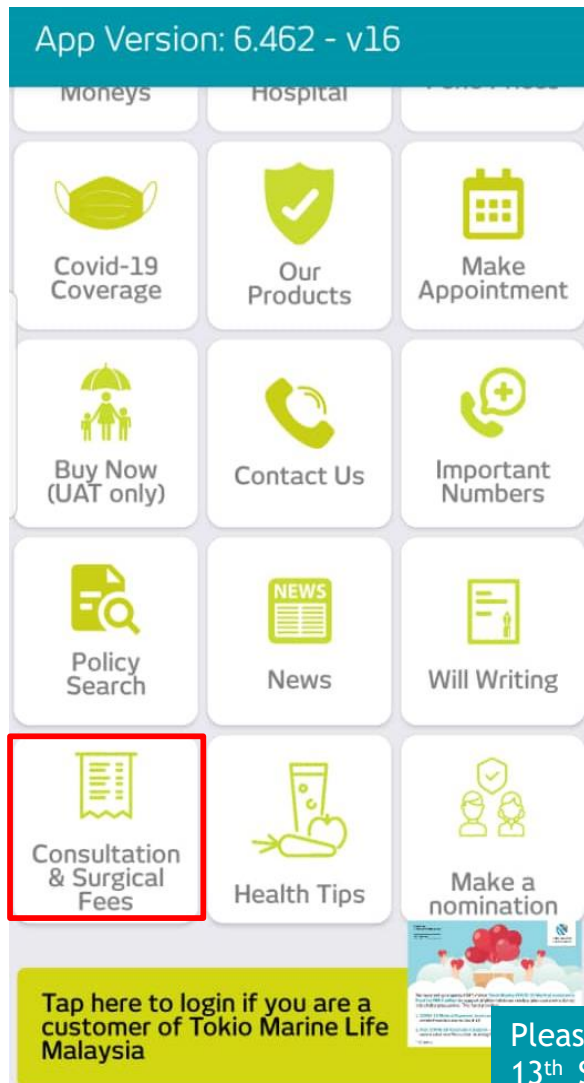 App Version: 6.462 - v16
Moneys
Hospital
Covid-19
Coverage
Our
Products
Make
Appointment
Buy Now
(UAT only)
Contact Us
Important
Numbers
Policy
Search
NEWS
News
Will Writing
Consultation
& Surgical
Fees
Health Tips
Make a
nomination
Tap here to login if you are a
customer of Tokio Marine Life
Malaysia
Pleas
13th S